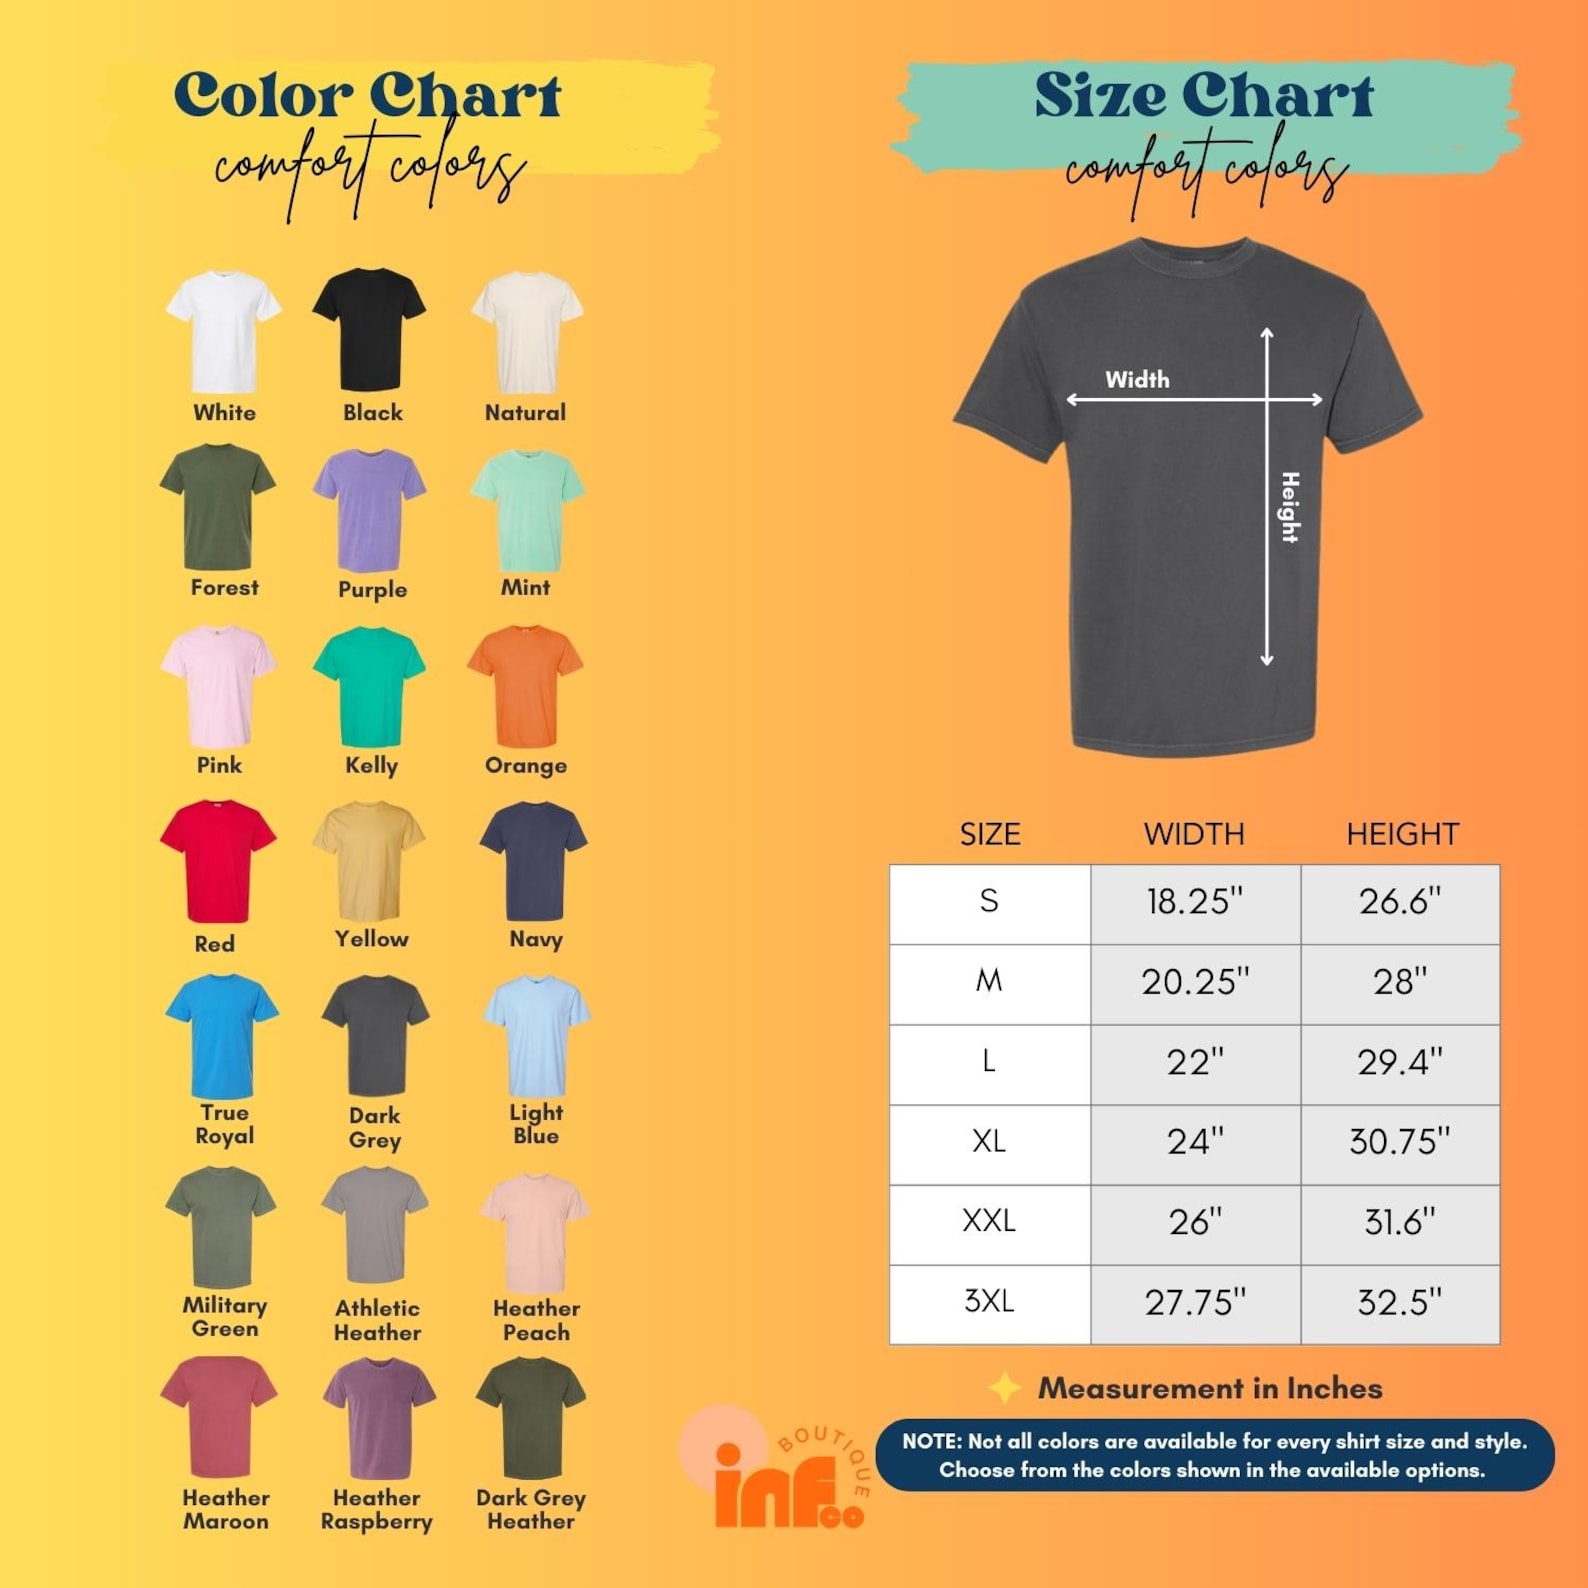 Color Chart
comfort colors
White Black Natural
Forest Purple Mint
Pink Kelly Orange
Red Yellow Navy
True Royal Dark Grey Light Blue
Military Green Athletic Heather Heather Peach
Heather Maroon Heather Raspberry Dark Grey Heather
Size Chart
comfort colors
Width
Height
SIZE WIDTH HEIGHT
S 18.25" 26.6"
M 20.25" 28"
L 22" 29.4"
XL 24" 30.75"
XXL 26" 31.6"
3XL 27.75" 32.5"
Measurement in Inches
NOTE: Not all colors are available for every shirt size and style.
Choose from the colors shown in the available options.
BOUTIQUE
inf.co